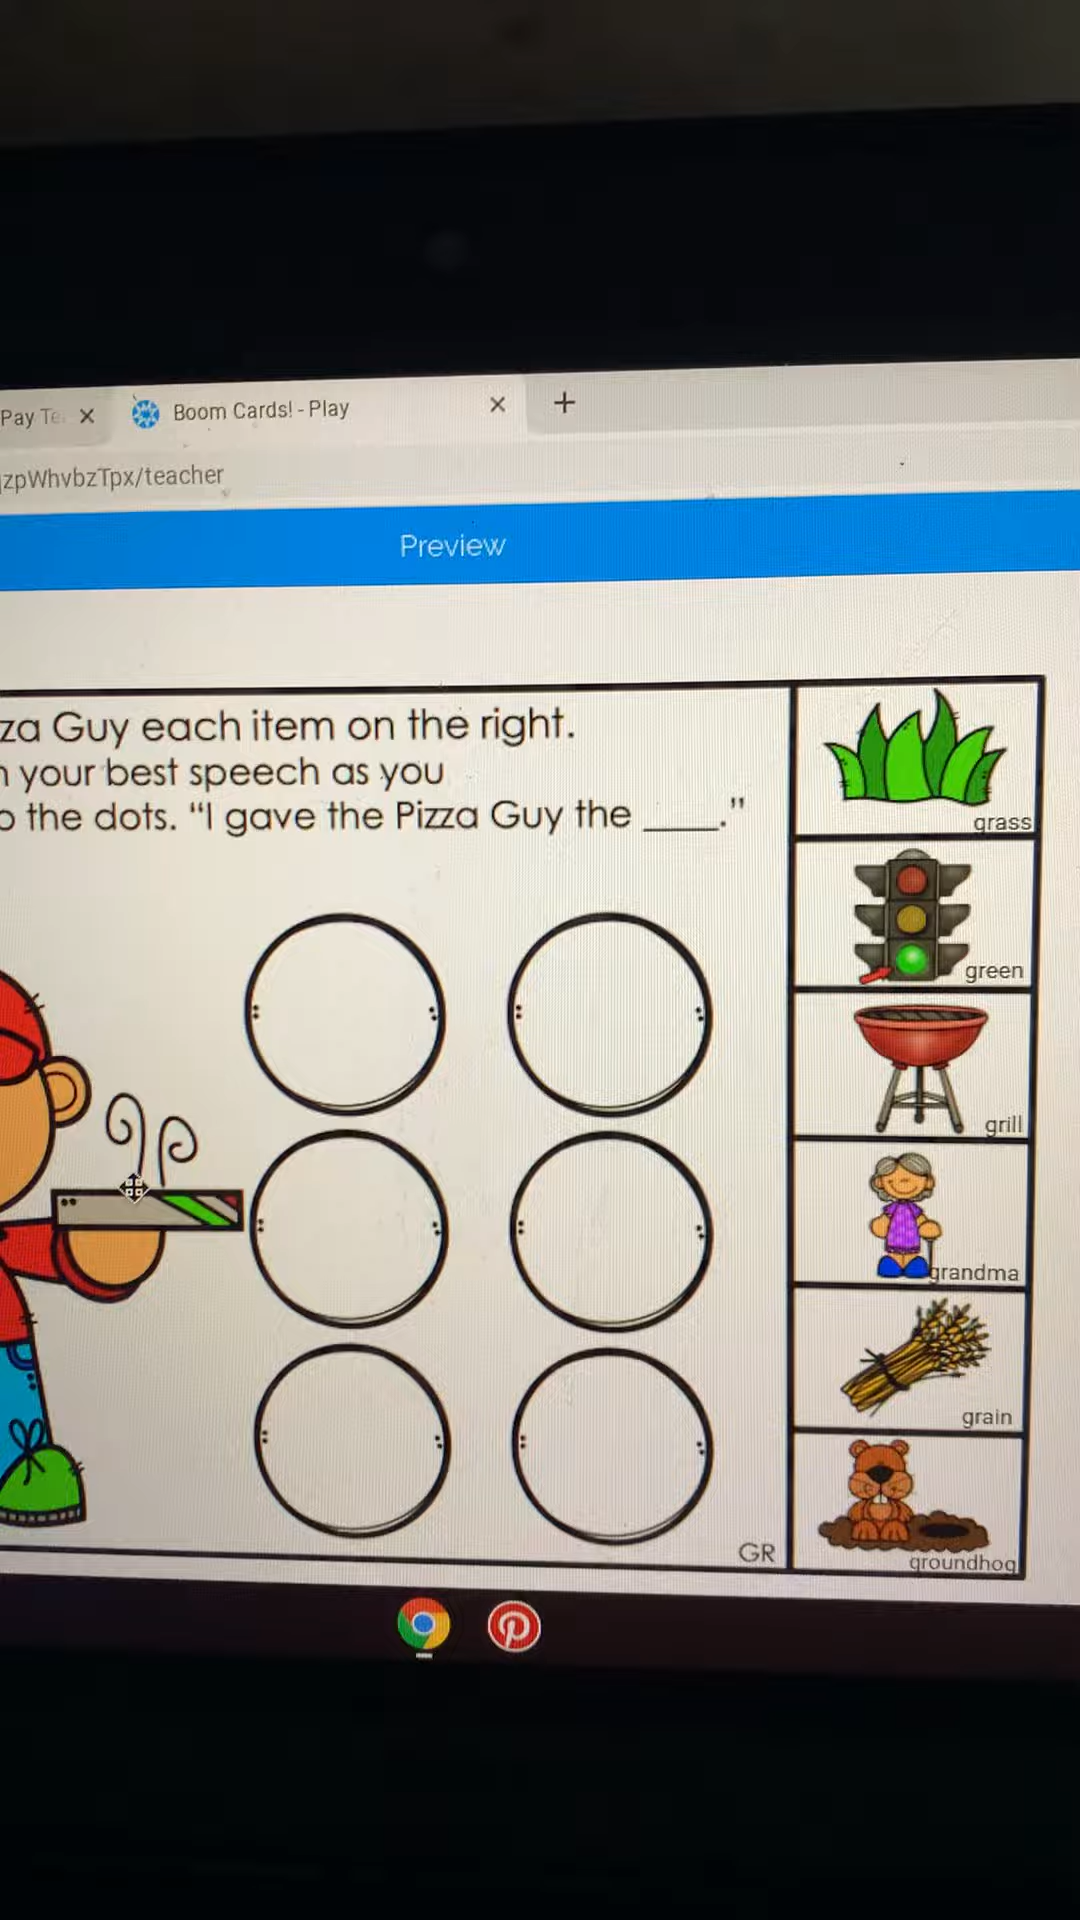 Pay Te
Boom Cards! - Play
zpWhvbzTpx/teacher
Preview
za Guy each item on the right.
your best speech as you
the dots. "I gave the Pizza Guy the ____."
grass
green
grill
grandma
grain
groundhog
GR